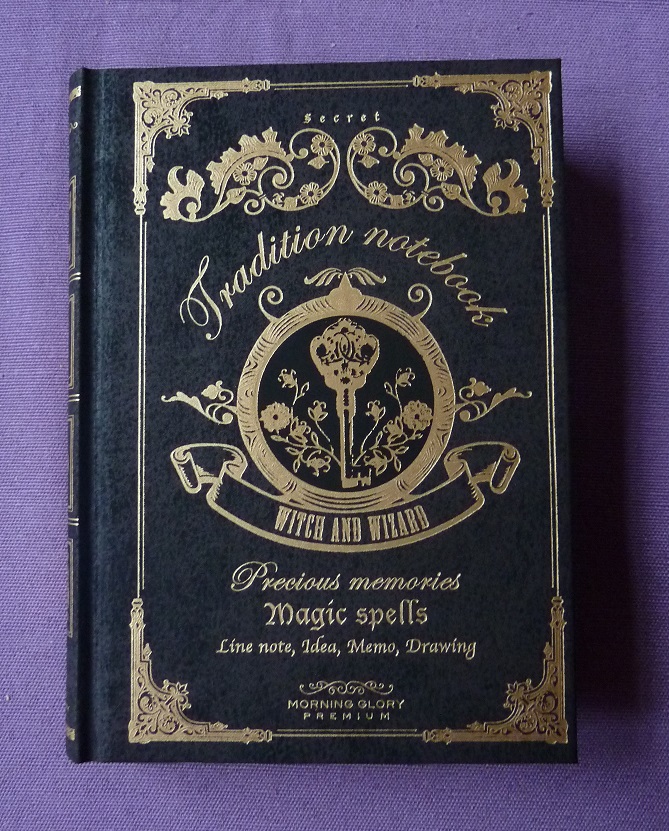 Secret
Tradition notebook
WITCH AND WIZARD
Precious memories
Magic spells
Line note, Idea, Memo, Drawing
MORNING GLORY
PREMIUM